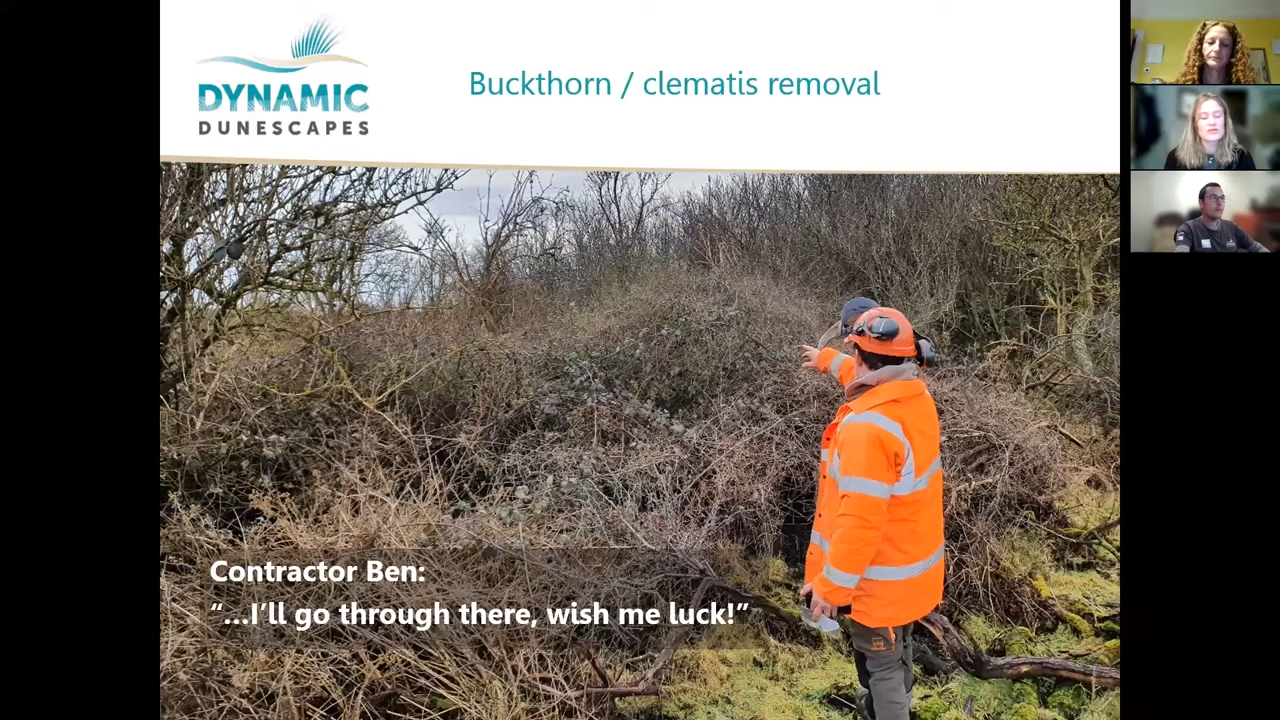 DYNAMIC
DUNESCAPES
Buckthorn / clematis removal
Contractor Ben:
“…I’ll go through there, wish me luck!”